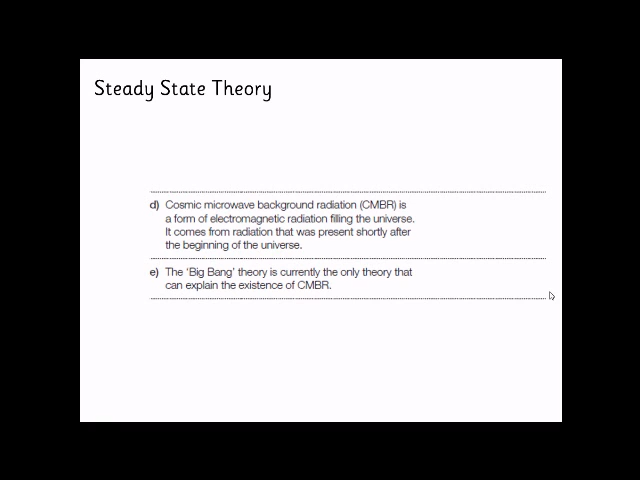 Steady State Theory
d) Cosmic microwave background radiation (CMBR) is
a form of electromagnetic radiation filling the universe.
It comes from radiation that was present shortly after
the beginning of the universe.
e) The 'Big Bang' theory is currently the only theory that
can explain the existence of CMBR.